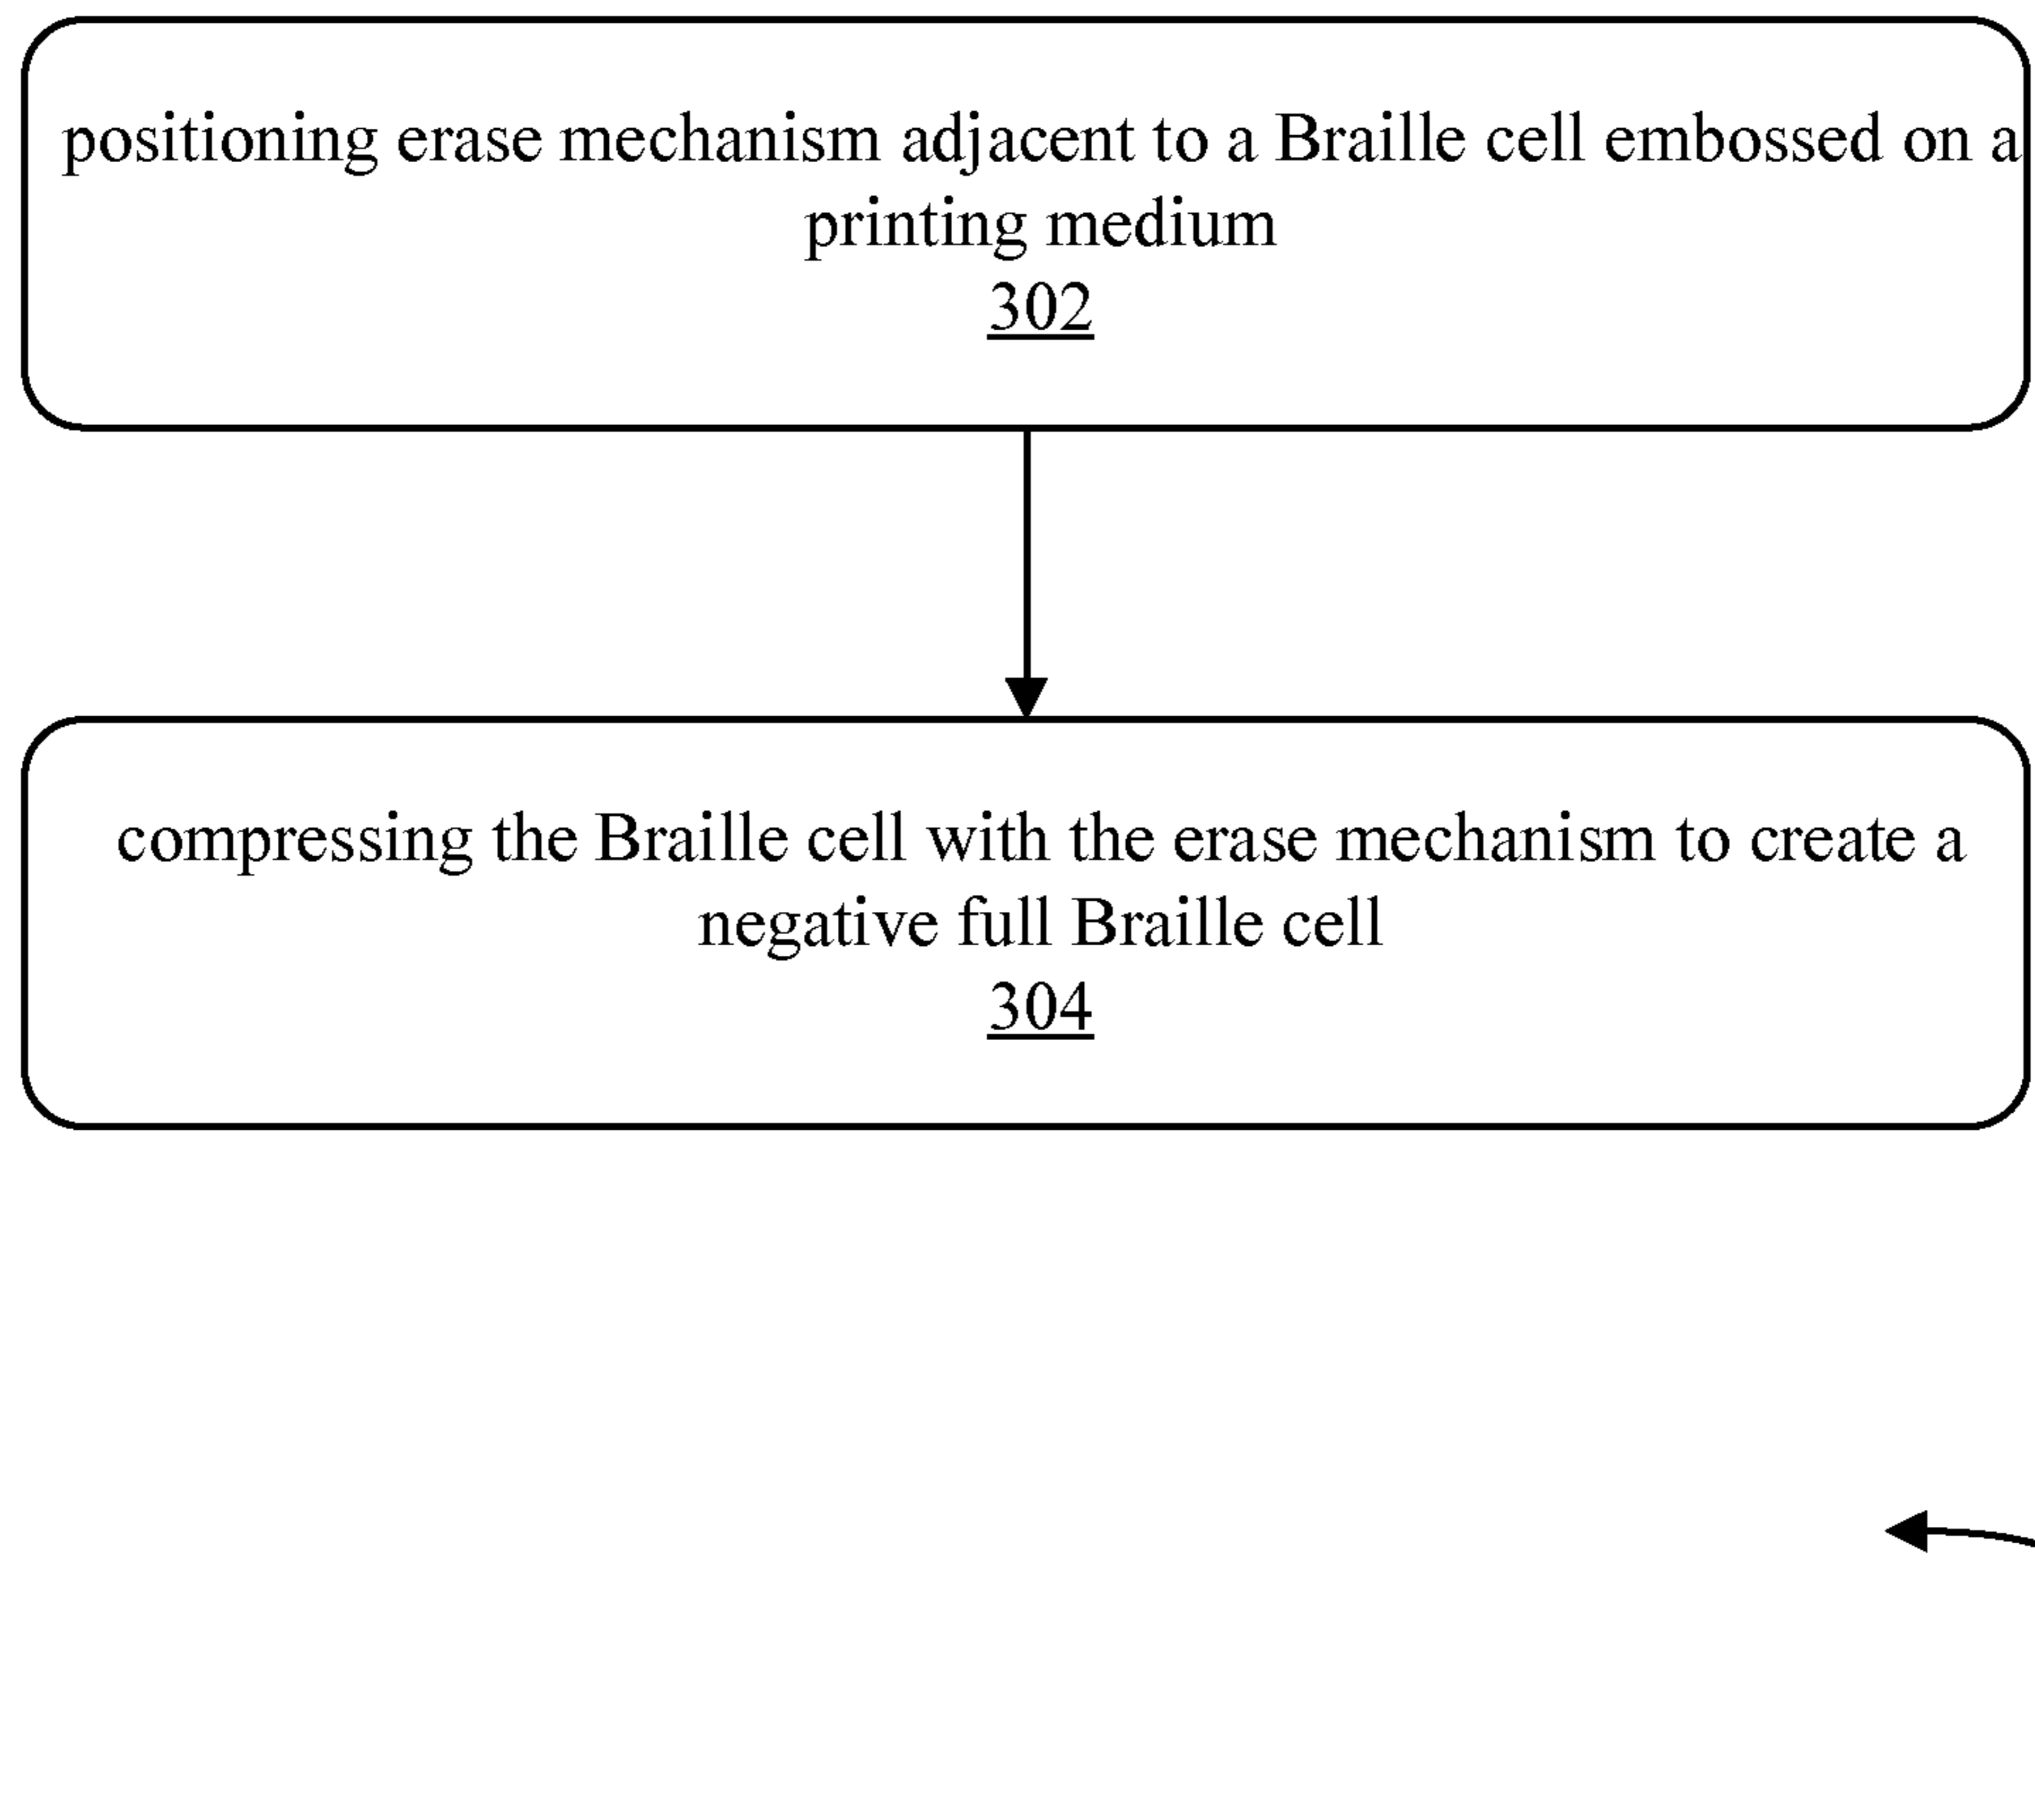 positioning erase mechanism adjacent to a Braille cell embossed on a
printing medium
302
compressing the Braille cell with the erase mechanism to create a
negative full Braille cell
304